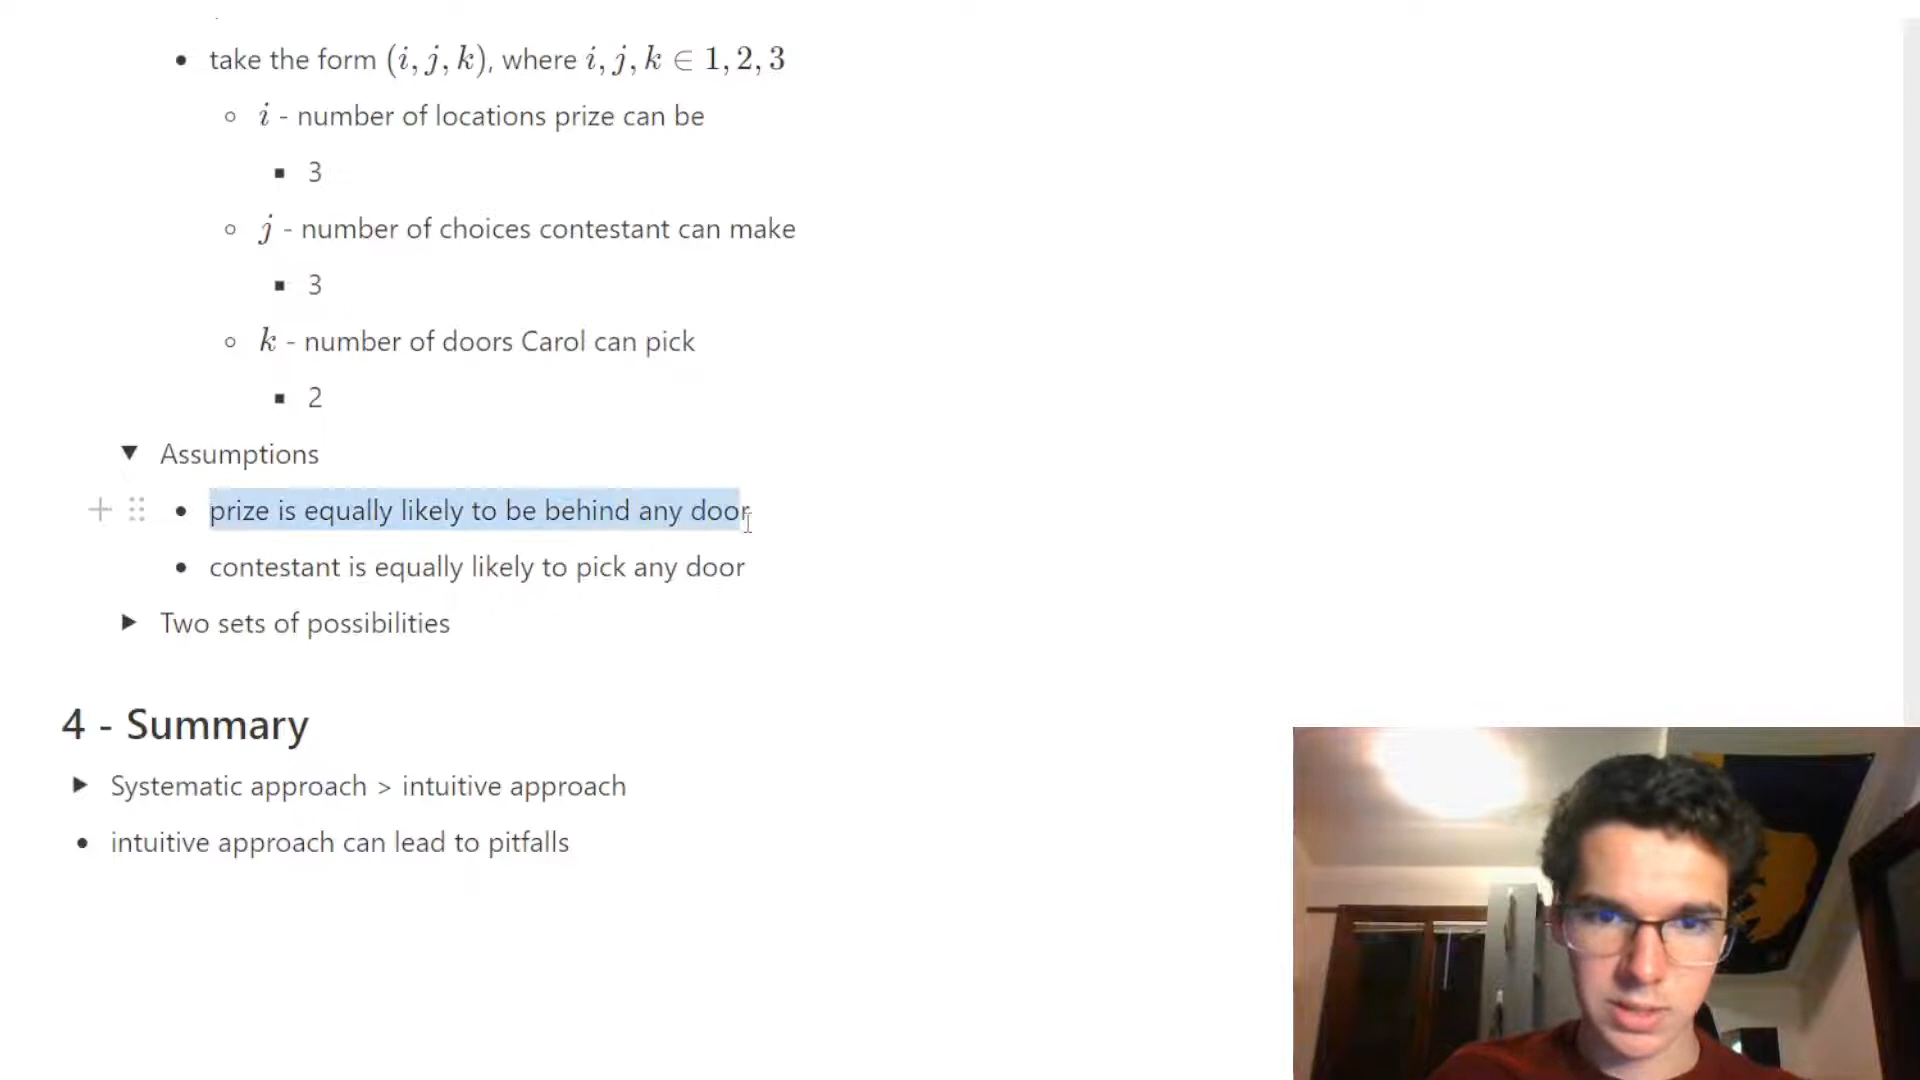 take the form (i, j, k), where i, j, k ∈ 1, 2, 3
i - number of locations prize can be
3
j - number of choices contestant can make
3
k - number of doors Carol can pick
2
Assumptions
prize is equally likely to be behind any door
contestant is equally likely to pick any door
Two sets of possibilities
4 - Summary
Systematic approach > intuitive approach
intuitive approach can lead to pitfalls